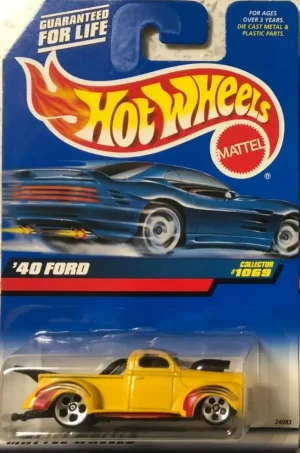 GUARANTEED
FOR LIFE
FOR AGES
OVER 3 YEARS.
DIE CAST METAL &
PLASTIC PARTS.
HOT WHEELS
MATTEL
®
'40 FORD
COLLECTOR
#1069